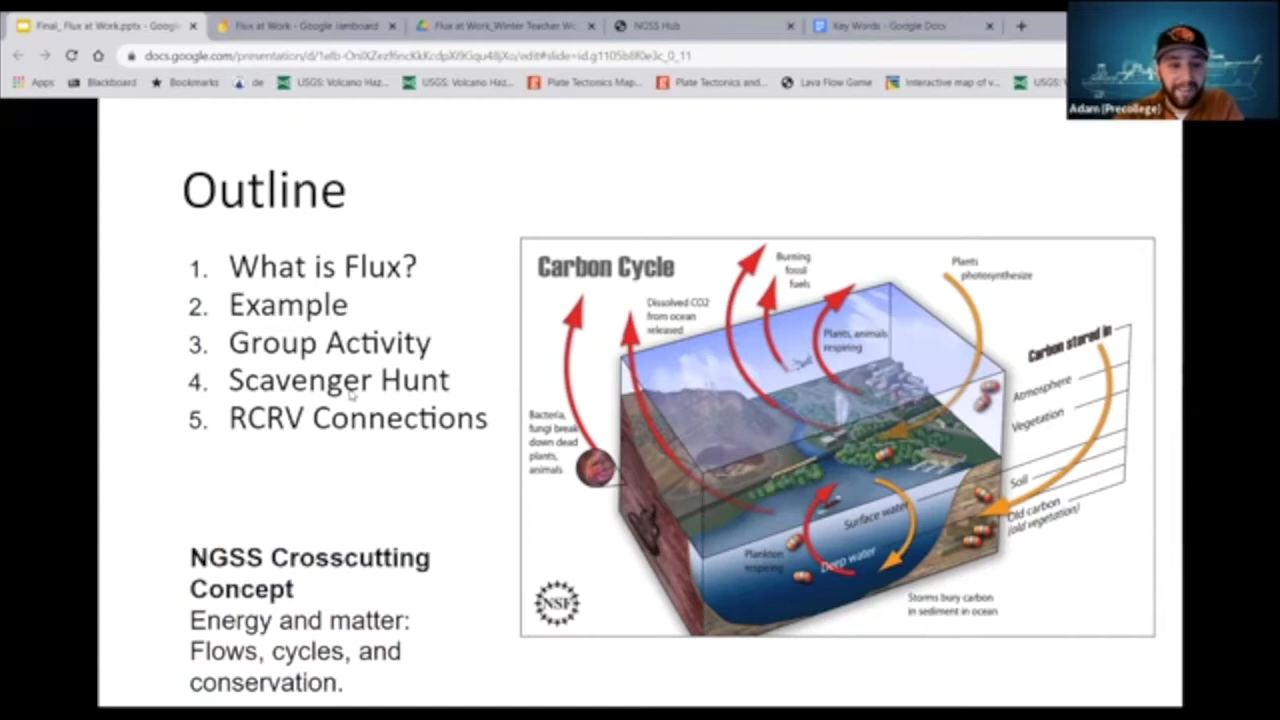 Final_ Flux at Work.pptx - Google
Flux at Work - Google Jamboard
Flux at Work_Winter Teacher Wo
NGSS Hub
Key Words - Google Docs
Apps
Blackboard
Bookmarks
de
USGS: Volcano Haz...
USGS: Volcano Haz...
Plate Tectonics Map...
Plate Tectonics and...
Lava Flow Game
Interactive map of v...
Adam (Precollege)
Outline
1. What is Flux?
2. Example
3. Group Activity
4. Scavenger Hunt
5. RCRV Connections
NGSS Crosscutting
Concept
Energy and matter:
Flows, cycles, and
conservation.
Carbon Cycle
Burning
fossil
fuels
Plants
photosynthesize
Dissolved CO2
from ocean
released
Plants, animals
respiring
Carbon stored in
Atmosphere
Vegetation
Soil
Old carbon
(old vegetation)
Bacteria,
fungi break
down dead
plants,
animals
Surface water
Deep water
Plankton
respiring
Storms bury carbon
in sediment in ocean
NSF